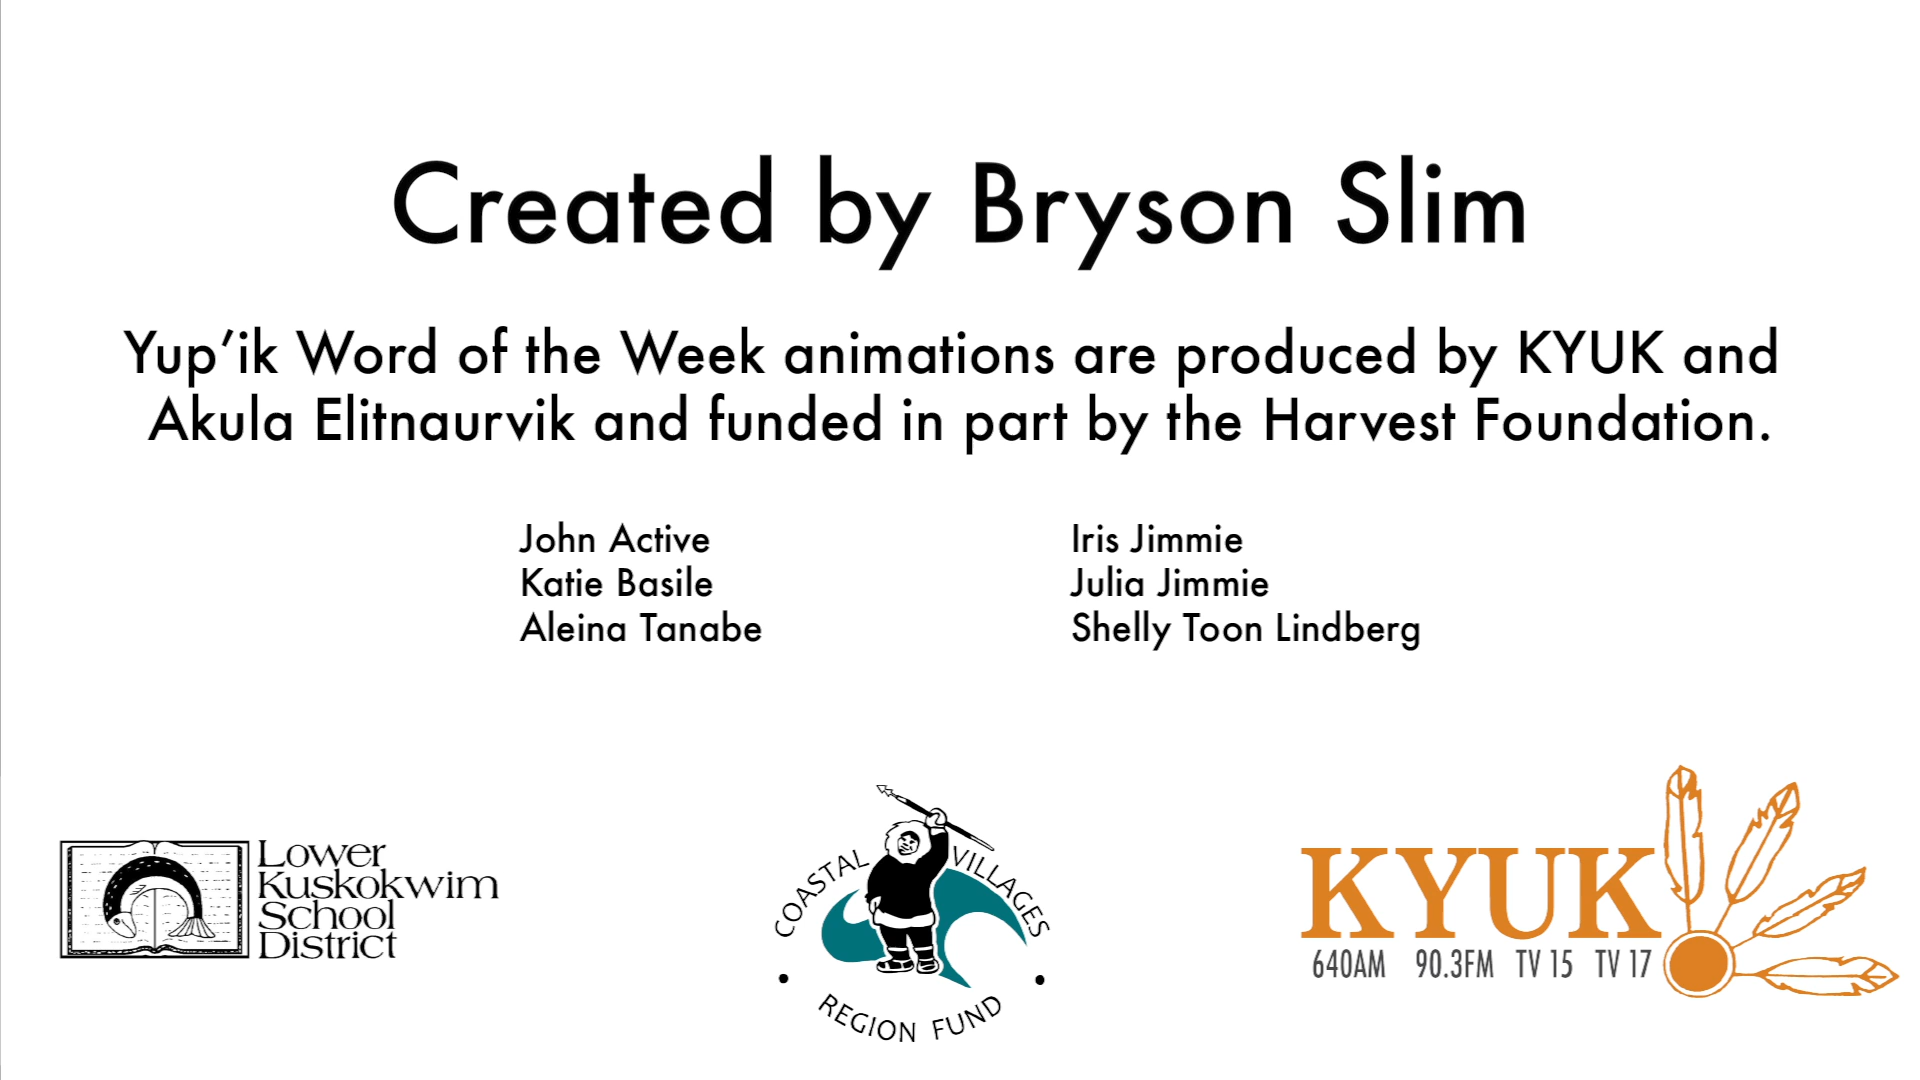 Created by Bryson Slim
Yup’ik Word of the Week animations are produced by KYUK and
Akula Elitnaurvik and funded in part by the Harvest Foundation.
John Active
Katie Basile
Aleina Tanabe
Iris Jimmie
Julia Jimmie
Shelly Toon Lindberg
Lower
Kuskokwim
School
District
COASTAL VILLAGES
• REGION FUND •
KYUK
640AM 90.3FM TV 15 TV 17